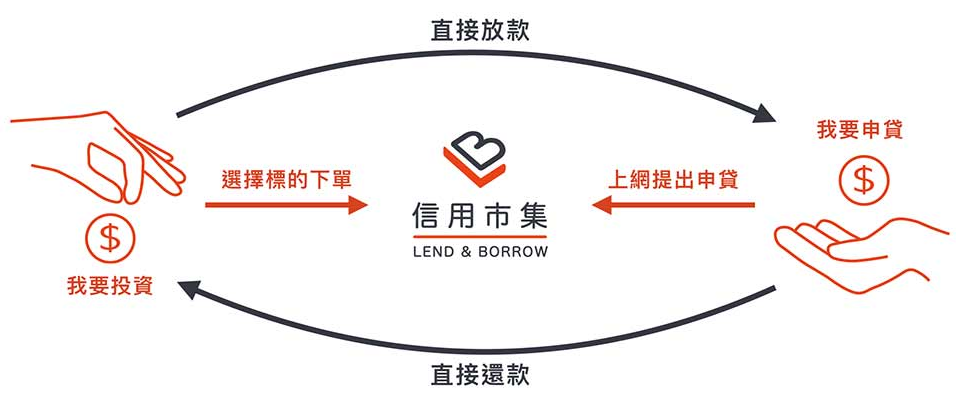 直接放款
我要申貸
$
選擇標的下單
上網提出申貸
信用市集
LEND & BORROW
$
我要投資
直接還款